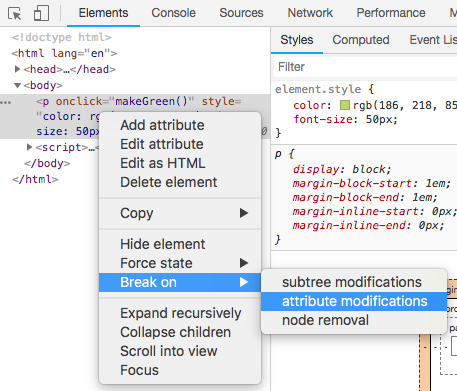 Elements Console Sources Network Performance M
<!doctype html>
<html lang="en">
<head>…</head>
<body>
… <p onclick="makeGreen()" style=
"color: rg
size: 50px 0
<script>…
</body>
</html>
Add attribute
Edit attribute
Edit as HTML
Delete element
Copy
Hide element
Force state
Break on
Expand recursively
Collapse children
Scroll into view
Focus
subtree modifications
attribute modifications
node removal
Styles Computed Event Lis
Filter
element.style {
color: rgb(186, 218, 85
font-size: 50px;
}
p {
display: block;
margin-block-start: 1em;
margin-block-end: 1em;
margin-inline-start: 0px;
margin-inline-end: 0px;
}